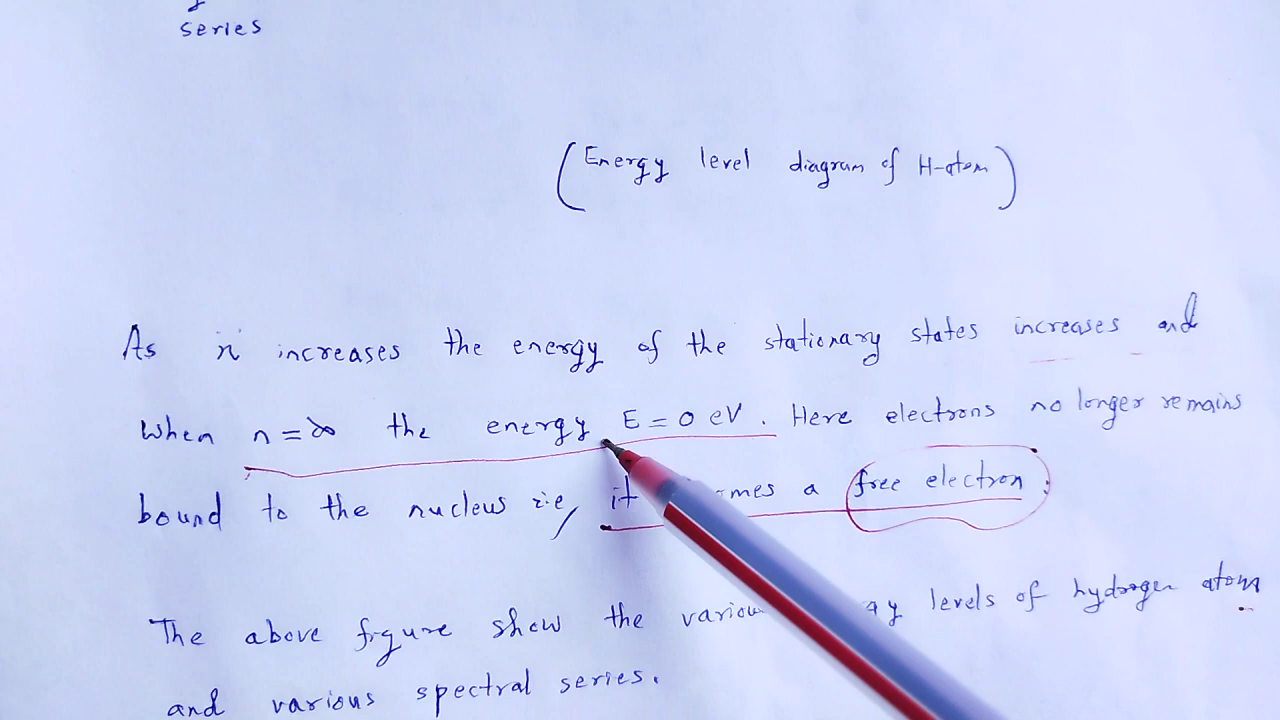 series
(Energy level diagram of H-atom)
As n increases the energy of the stationary states increases and
when n = ∞ the energy E = 0 eV. Here electrons no longer remains
bound to the nucleus ie, it a free electron.
The above figure show the levels of hydrogen atom
and various spectral series.